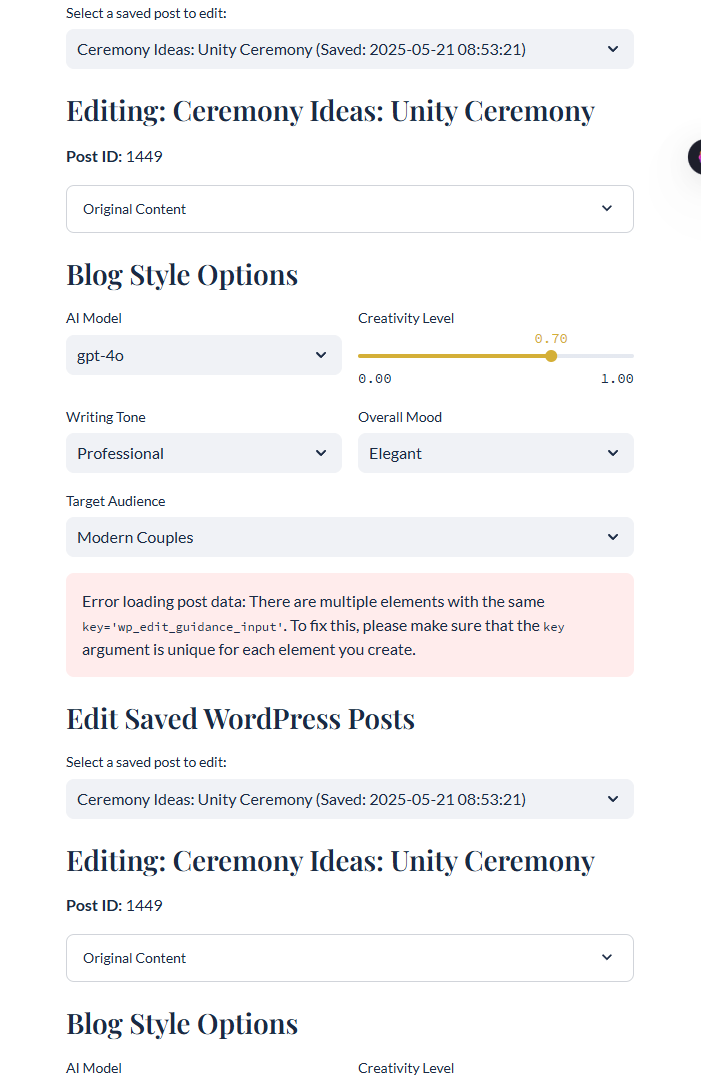 Select a saved post to edit:
Ceremony Ideas: Unity Ceremony (Saved: 2025-05-21 08:53:21)
Editing: Ceremony Ideas: Unity Ceremony
Post ID: 1449
Original Content
Blog Style Options
AI Model
Creativity Level
gpt-4o
0.70
0.00
1.00
Writing Tone
Overall Mood
Professional
Elegant
Target Audience
Modern Couples
Error loading post data: There are multiple elements with the same
key='wp_edit_guidance_input'. To fix this, please make sure that the key
argument is unique for each element you create.
Edit Saved WordPress Posts
Select a saved post to edit:
Ceremony Ideas: Unity Ceremony (Saved: 2025-05-21 08:53:21)
Editing: Ceremony Ideas: Unity Ceremony
Post ID: 1449
Original Content
Blog Style Options
AI Model
Creativity Level